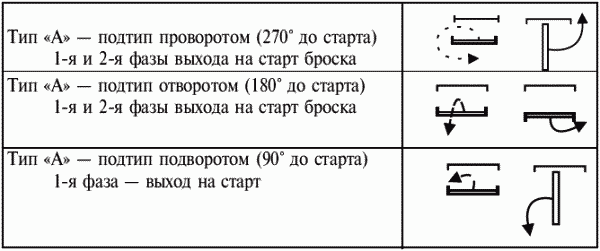 Тип «А» — подтип проворотом (270° до старта)
1-я и 2-я фазы выхода на старт броска
Тип «А» — подтип отворотом (180° до старта)
1-я и 2-я фазы выхода на старт броска
Тип «А» — подтип подворотом (90° до старта)
1-я фаза — выход на старт